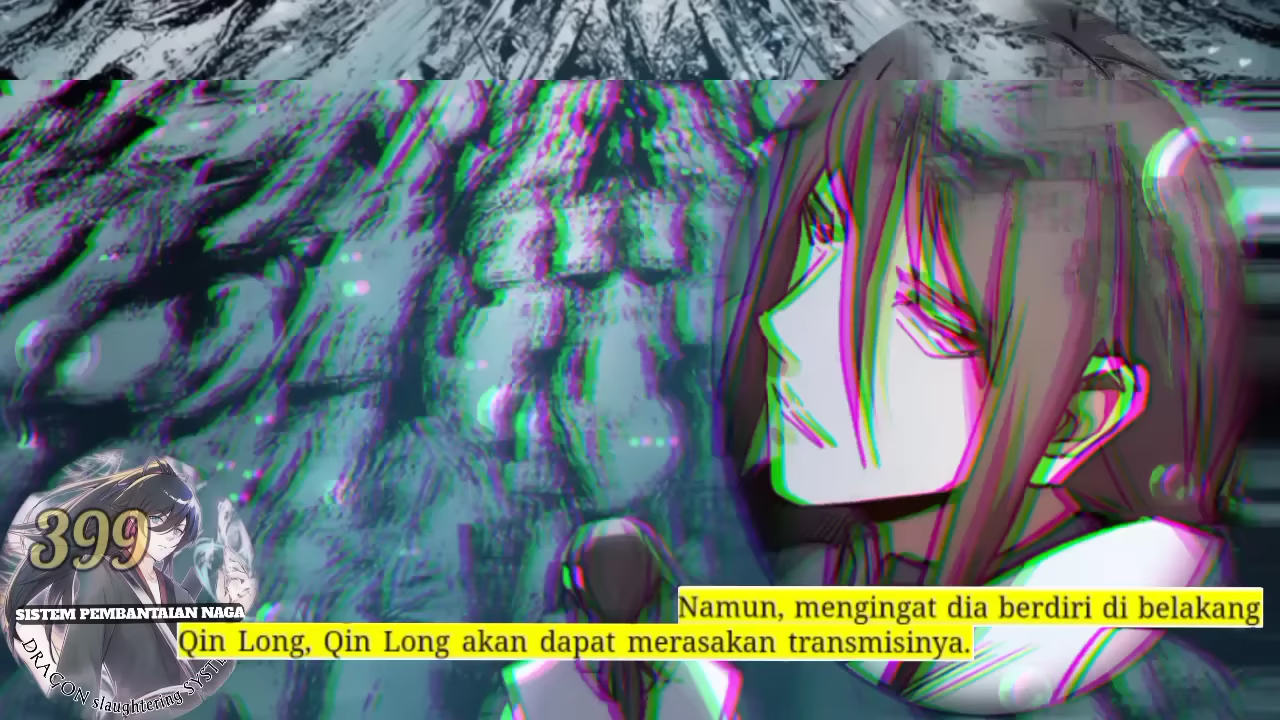 399
SISTEM PEMBANTAIAN NAGA
DRAGON slaughtering SYSTE
Namun, mengingat dia berdiri di belakang
Qin Long, Qin Long akan dapat merasakan transmisinya.